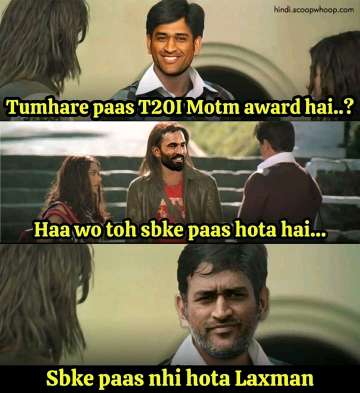 hindi.scoopwhoop.com
Tumhare paas T20I Motm award hai..?
Haa wo toh sbke paas hota hai...
Sbke paas nhi hota Laxman